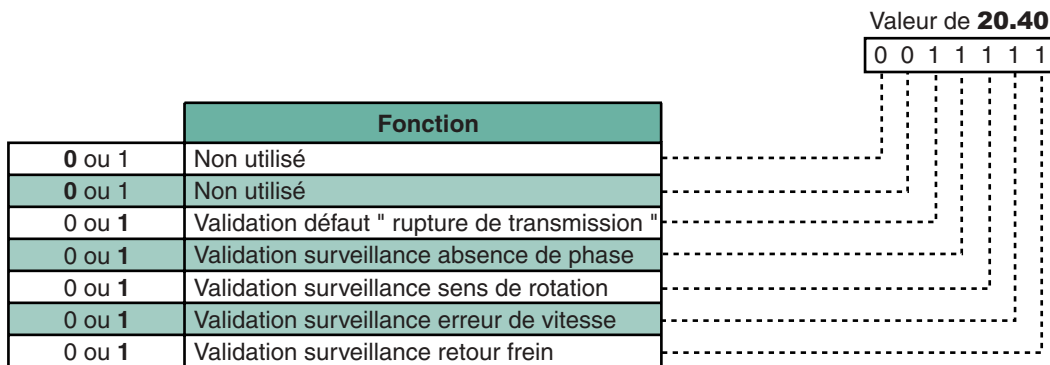 Valeur de 20.40
0 0 1 1 1 1 1
Fonction
0 ou 1 Non utilisé
0 ou 1 Non utilisé
0 ou 1 Validation défaut " rupture de transmission "
0 ou 1 Validation surveillance absence de phase
0 ou 1 Validation surveillance sens de rotation
0 ou 1 Validation surveillance erreur de vitesse
0 ou 1 Validation surveillance retour frein